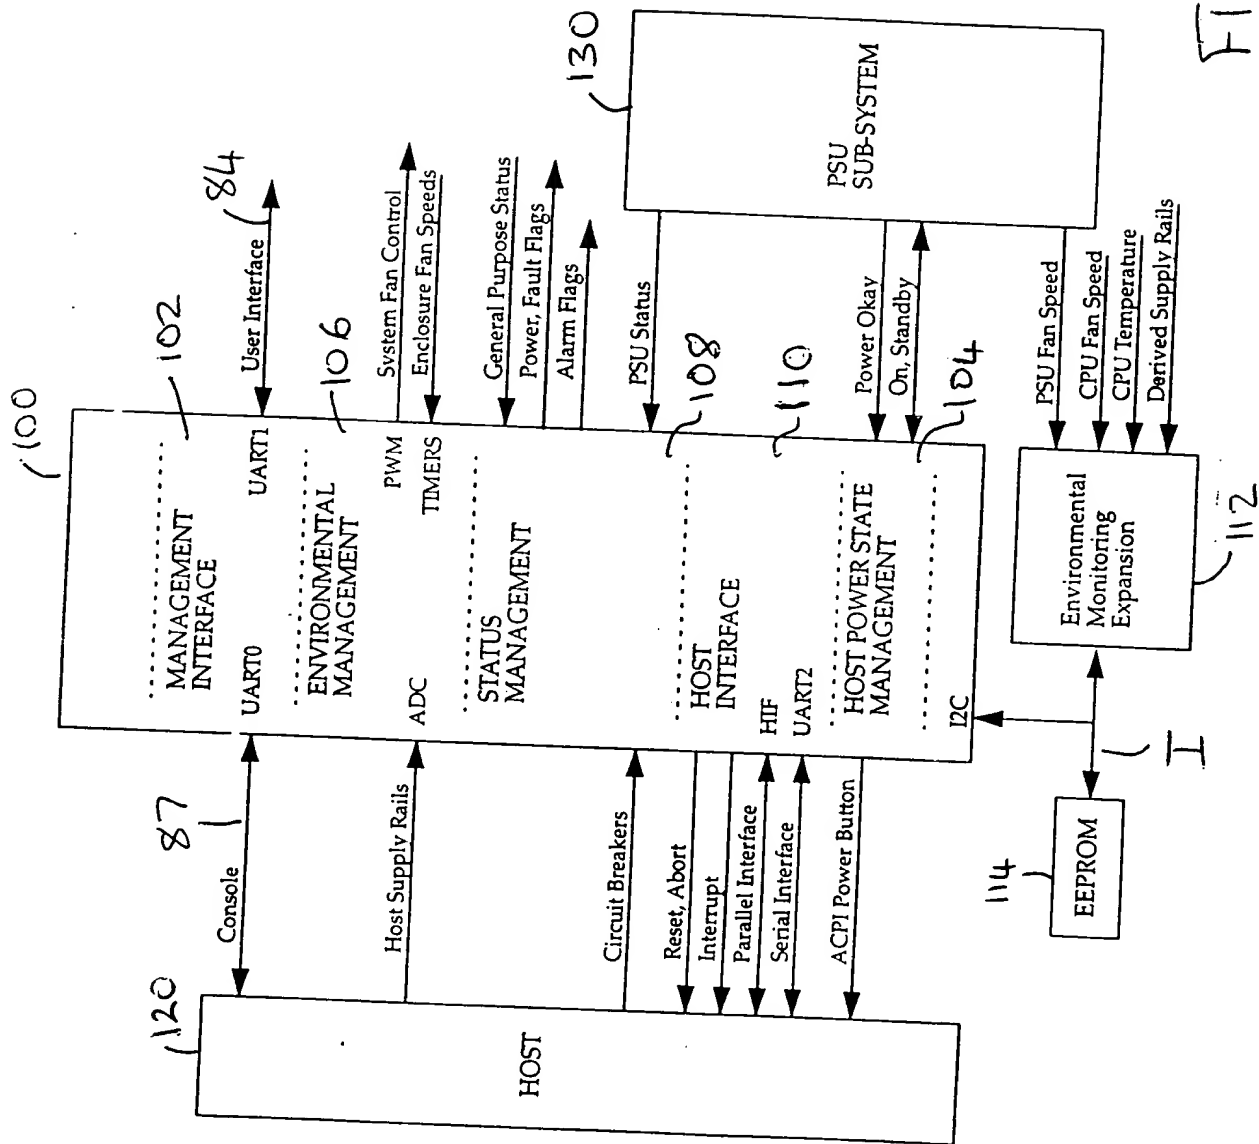 FI
100
102
MANAGEMENT
INTERFACE
UART0
UART1
User Interface
84
87
Console
106
ENVIRONMENTAL
MANAGEMENT
ADC
PWM
TIMERS
System Fan Control
Enclosure Fan Speeds
Host Supply Rails
STATUS
MANAGEMENT
General Purpose Status
Power, Fault Flags
Alarm Flags
Circuit Breakers
PSU Status
130
PSU
SUB-SYSTEM
120
HOST
108
HOST
INTERFACE
HIF
UART2
Reset, Abort
Interrupt
Parallel Interface
Serial Interface
110
HOST POWER STATE
MANAGEMENT
Power Okay
On, Standby
ACPI Power Button
104
I2C
I
114
EEPROM
Environmental
Monitoring
Expansion
112
PSU Fan Speed
CPU Fan Speed
CPU Temperature
Derived Supply Rails